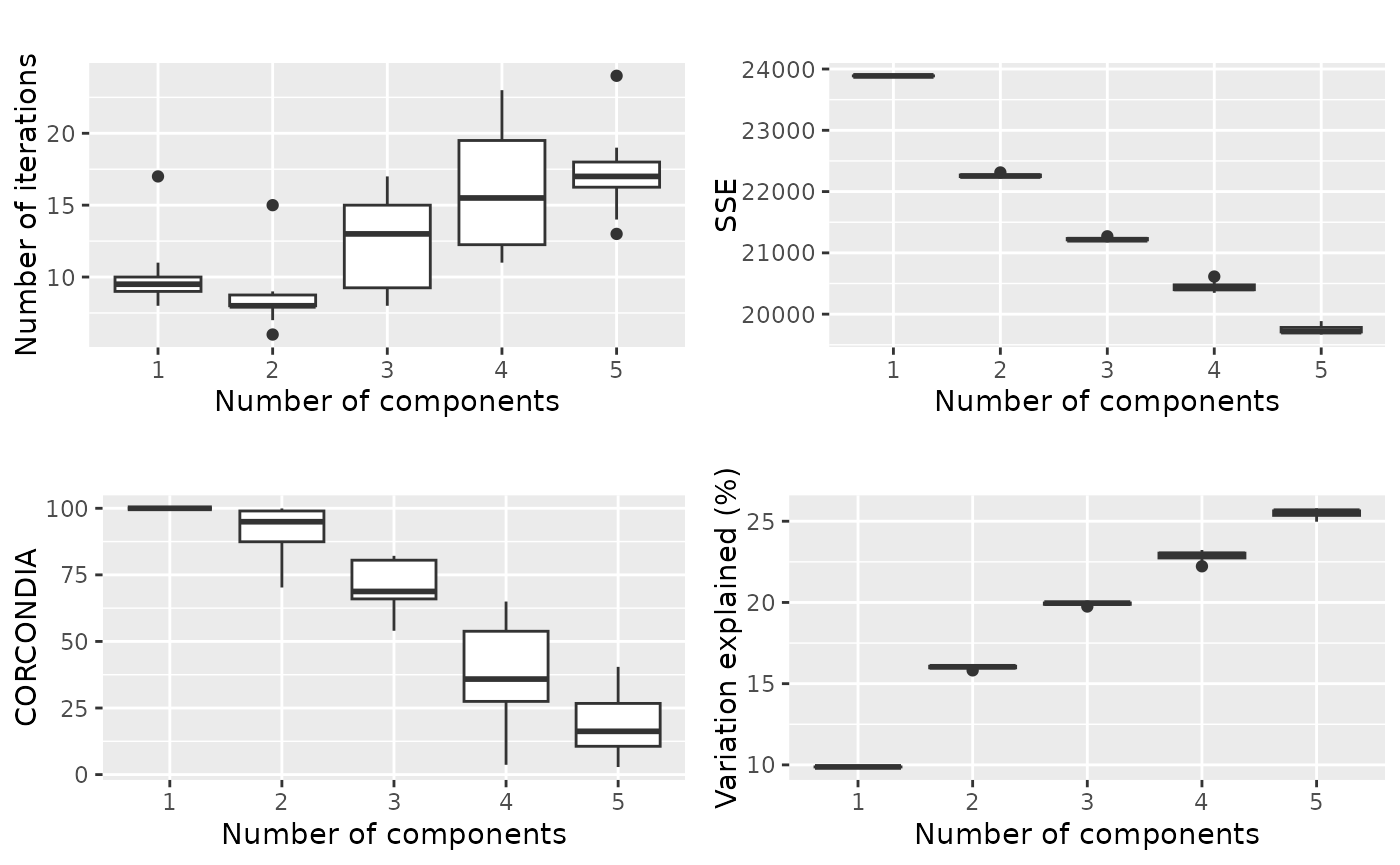 Number of iterations
20
15
10
1 2 3 4 5
Number of components
SSE
24000
23000
22000
21000
20000
1 2 3 4 5
Number of components
CORCONDIA
100
75
50
25
0
1 2 3 4 5
Number of components
Variation explained (%)
25
20
15
10
1 2 3 4 5
Number of components